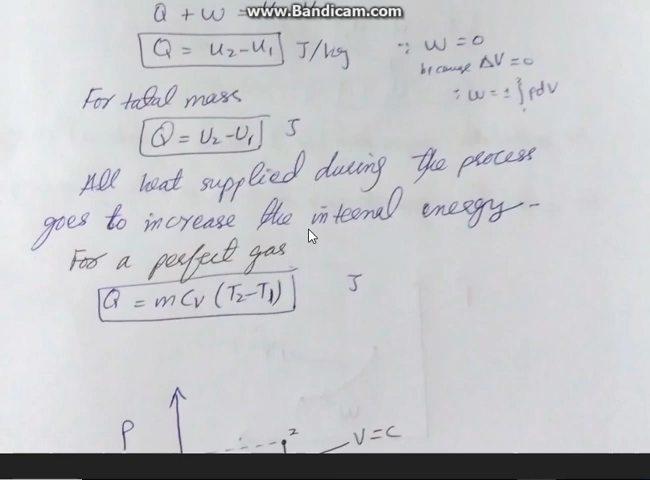 www.Bandicam.com
Q + W =
Q = u₂-u₁ J/kg
∵ W = 0
because ΔV = 0
∵ W = ± ∫pdV
For total mass
Q = U₂-U₁ J
All heat supplied during the process
goes to increase the internal energy-
For a perfect gas
Q = mCv (T₂-T₁) J
P
2
V=C